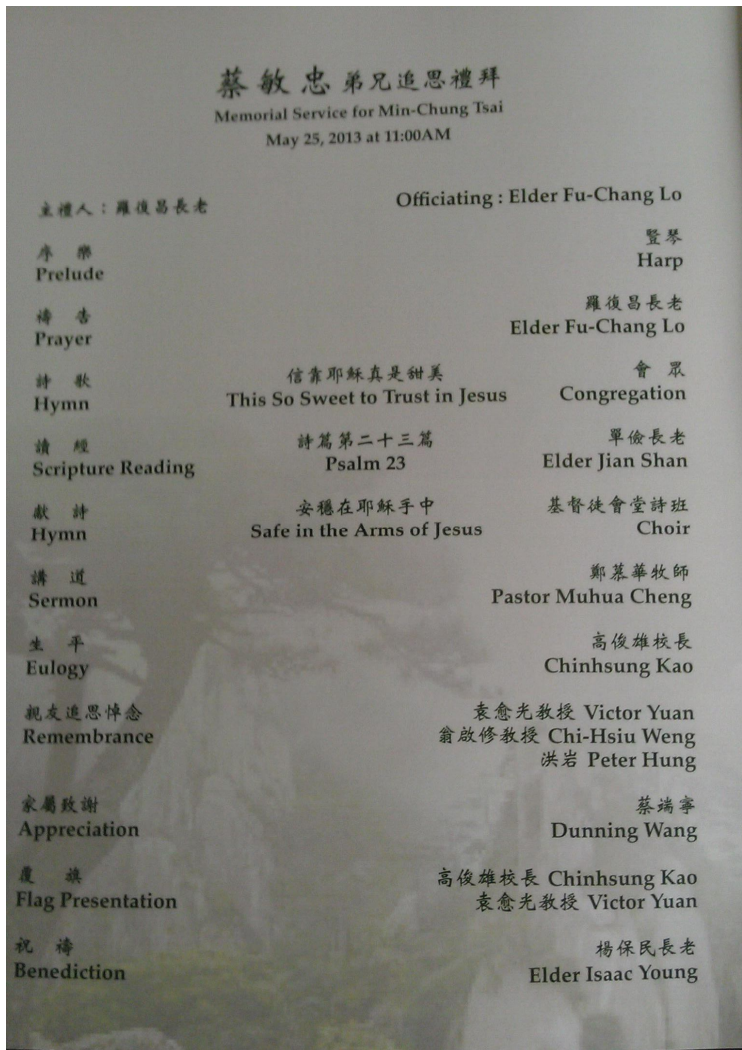 蔡敏忠弟兄追思禮拜
Memorial Service for Min-Chung Tsai
May 25, 2013 at 11:00AM
主禮人：羅復昌長老 Officiating : Elder Fu-Chang Lo
序 樂 豎琴
Prelude Harp
禱 告 羅復昌長老
Prayer Elder Fu-Chang Lo
詩 歌 信靠耶穌真是甜美 會 眾
Hymn This So Sweet to Trust in Jesus Congregation
讀 經 詩篇第二十三篇 單儉長老
Scripture Reading Psalm 23 Elder Jian Shan
獻 詩 安穩在耶穌手中 基督徒會堂詩班
Hymn Safe in the Arms of Jesus Choir
講 道 鄭慕華牧師
Sermon Pastor Muhua Cheng
生 平 高俊雄校長
Eulogy Chinhsung Kao
親友追思悼念 袁愈光教授 Victor Yuan
Remembrance 翁啟修教授 Chi-Hsiu Weng
洪岩 Peter Hung
家屬致謝 蔡端寧
Appreciation Dunning Wang
覆 旗 高俊雄校長 Chinhsung Kao
Flag Presentation 袁愈光教授 Victor Yuan
祝 禱 楊保民長老
Benediction Elder Isaac Young